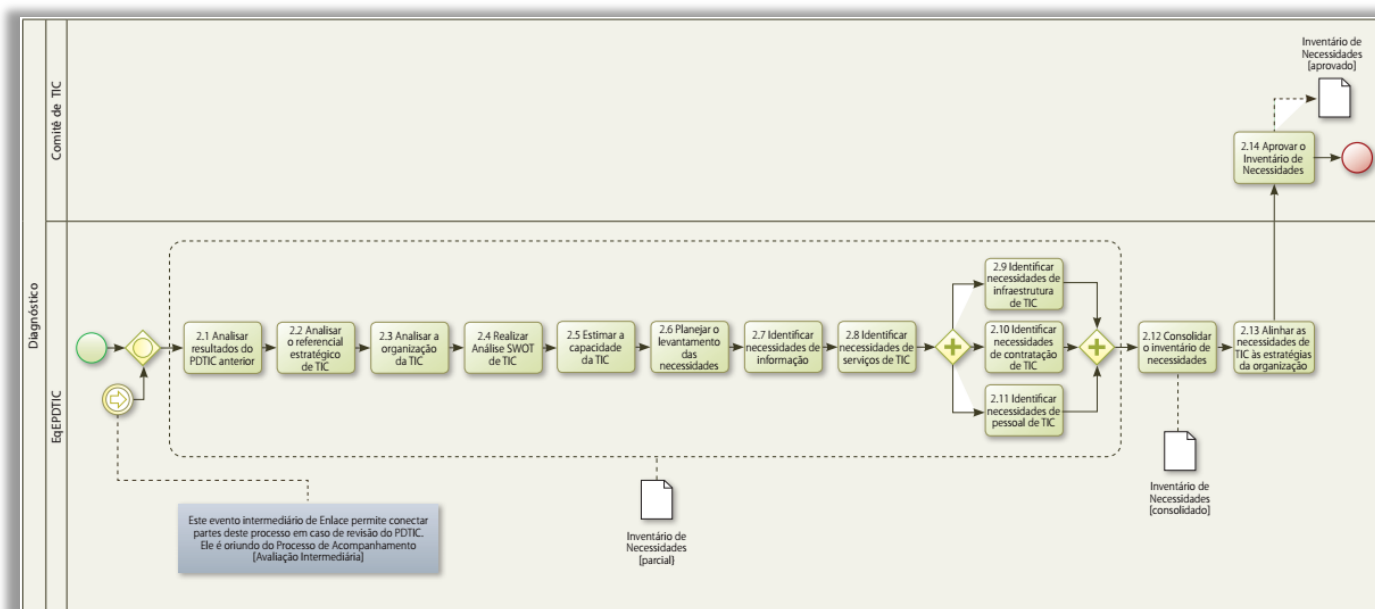 Diagnóstico
Comitê de TIC
Inventário de
Necessidades
[aprovado]
2.14 Aprovar o
Inventário de
Necessidades
EqEPDTIC
2.1 Analisar
resultados do
PDTIC anterior
2.2 Analisar
o referencial
estratégico
de TIC
2.3 Analisar a
organização
da TIC
2.4 Realizar
Análise SWOT
de TIC
2.5 Estimar a
capacidade
da TIC
2.6 Planejar o
levantamento
das
necessidades
2.7 Identificar
necessidades
de informação
2.8 Identificar
necessidades de
serviços de TIC
2.9 Identificar
necessidades de
infraestrutura
de TIC
2.10 Identificar
necessidades
de contratação
de TIC
2.11 Identificar
necessidades de
pessoal de TIC
2.12 Consolidar
o inventário de
necessidades
2.13 Alinhar as
necessidades de
TIC às estratégias
da organização
Este evento intermediário de Enlace permite conectar
partes deste processo em caso de revisão do PDTIC.
Ele é oriundo do Processo de Acompanhamento
[Avaliação Intermediária]
Inventário de
Necessidades
[parcial}
Inventário de
Necessidades
[consolidado]